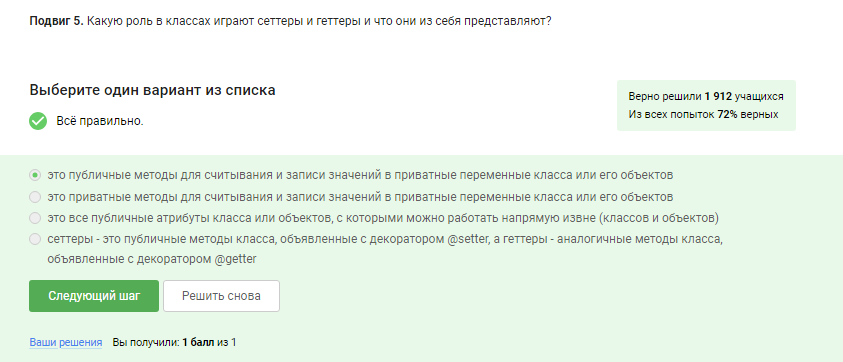 Подвиг 5. Какую роль в классах играют сеттеры и геттеры и что они из себя представляют?
Выберите один вариант из списка
Всё правильно.
Верно решили 1 912 учащихся
Из всех попыток 72% верных
это публичные методы для считывания и записи значений в приватные переменные класса или его объектов
это приватные методы для считывания и записи значений в приватные переменные класса или его объектов
это все публичные атрибуты класса или объектов, с которыми можно работать напрямую извне (классов и объектов)
сеттеры - это публичные методы класса, объявленные с декоратором @setter, а геттеры - аналогичные методы класса,
объявленные с декоратором @getter
Следующий шаг
Решить снова
Ваши решения Вы получили: 1 балл из 1